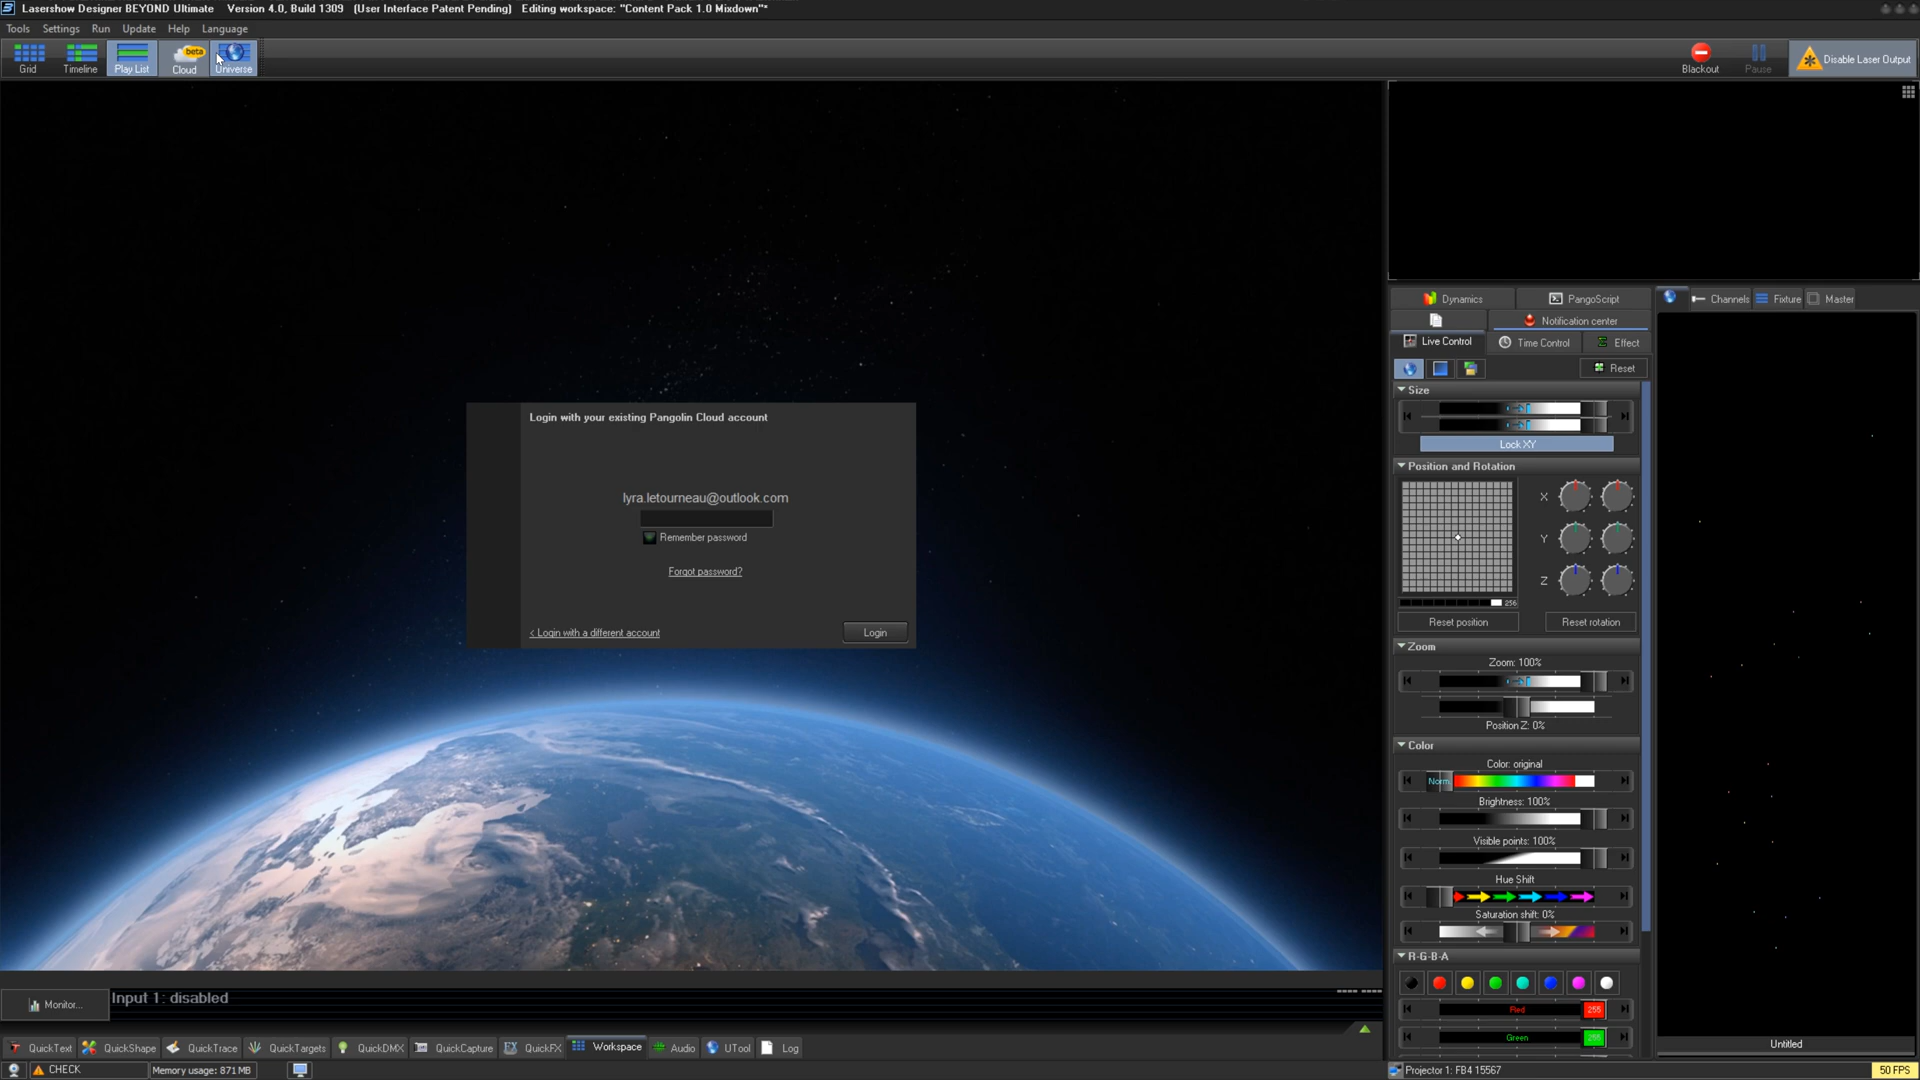 Lasershow Designer BEYOND Ultimate    Version 4.0, Build 1309    (User Interface Patent Pending)    Editing workspace: "Content Pack 1.0 Mixdown"*
Tools Settings Run Update Help Language
beta
Grid Timeline Play List Cloud Universe
Blackout Pause Disable Laser Output
Dynamics PangoScript
Channels Fixture Master
Notification center
Live Control Time Control Effect
Reset
Size
Lock XY
Position and Rotation
X
Y
Z
256
Reset position Reset rotation
Zoom
Zoom: 100%
Position Z: 0%
Color
Color: original
Norm
Brightness: 100%
Visible points: 100%
Hue Shift
Saturation shift: 0%
R-G-B-A
Red 255
Green 255
Login with your existing Pangolin Cloud account
lyra.letourneau@outlook.com
Remember password
Forgot password?
< Login with a different account
Login
Monitor...
Input 1: disabled
Untitled
QuickText QuickShape QuickTrace QuickTargets QuickDMX QuickCapture QuickFX Workspace Audio UTool Log
CHECK Memory usage: 871 MB
Projector 1: FB4 15567
50 FPS